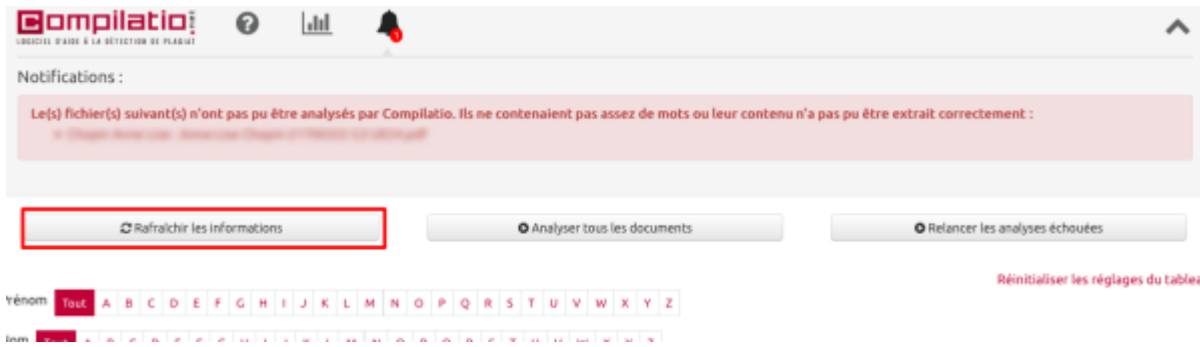 Compilatio.net
LOGICIEL D'AIDE À LA DÉTECTION DE PLAGIAT
1
Notifications :
Le(s) fichier(s) suivant(s) n'ont pas pu être analysés par Compilatio. Ils ne contenaient pas assez de mots ou leur contenu n'a pas pu être extrait correctement :
Rafraîchir les informations
Analyser tous les documents
Relancer les analyses échouées
Réinitialiser les réglages du tablea
rénom Tout A B C D E F G H I J K L M N O P Q R S T U V W X Y Z